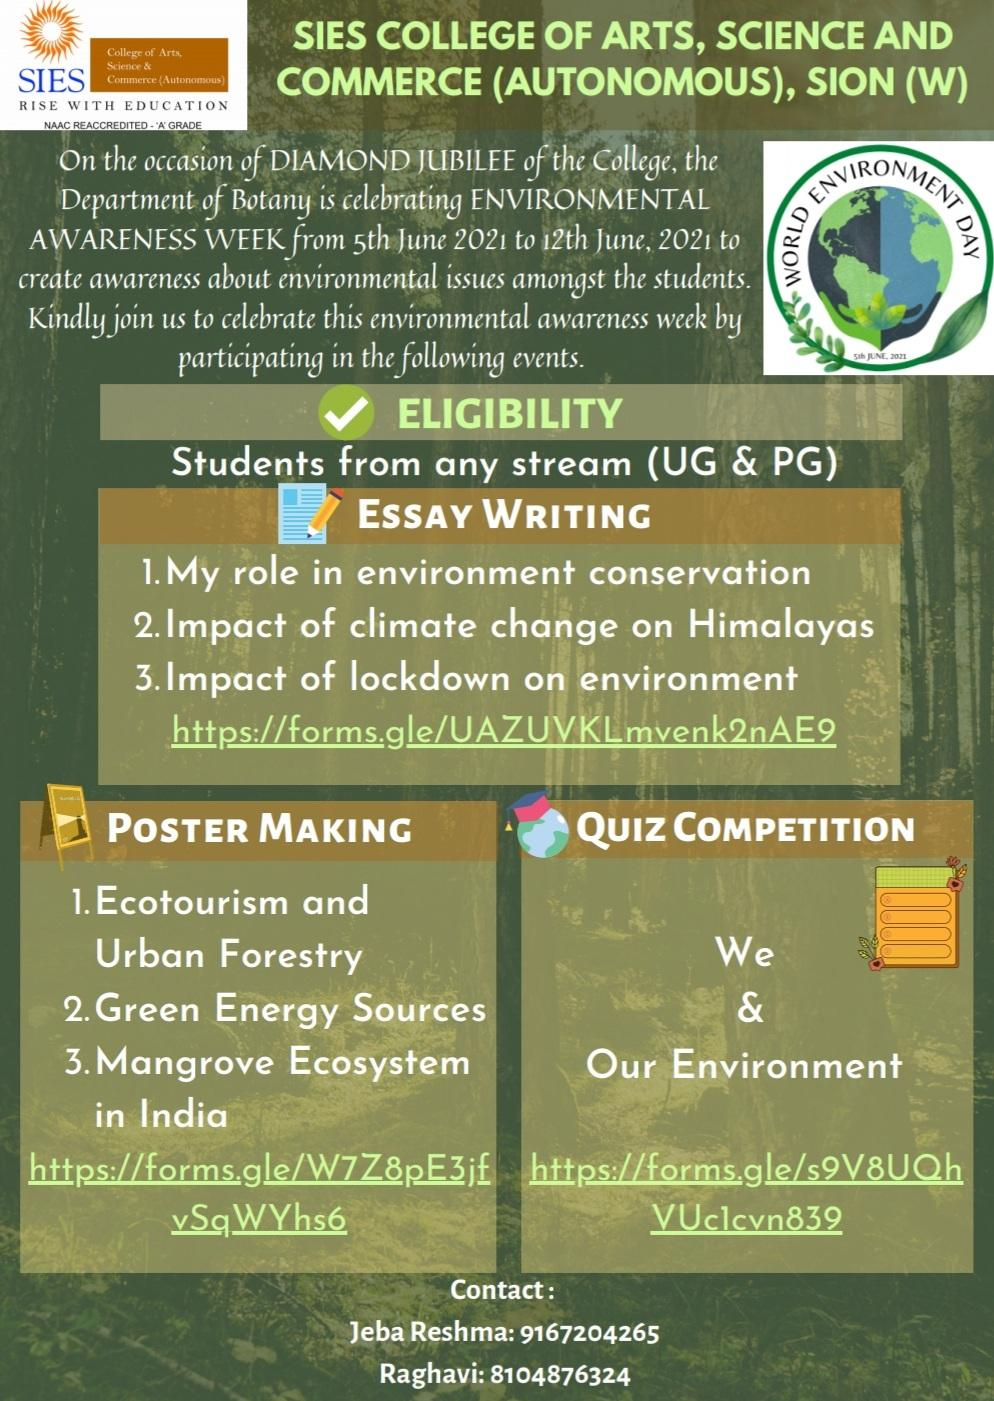 SIES
College of Arts,
Science &
Commerce (Autonomous)
RISE WITH EDUCATION
NAAC REACCREDITED - 'A' GRADE
SIES COLLEGE OF ARTS, SCIENCE AND
COMMERCE (AUTONOMOUS), SION (W)
On the occasion of DIAMOND JUBILEE of the College, the
Department of Botany is celebrating ENVIRONMENTAL
AWARENESS WEEK from 5th June 2021 to 12th June, 2021 to
create awareness about environmental issues amongst the students.
Kindly join us to celebrate this environmental awareness week by
participating in the following events.
WORLD ENVIRONMENT DAY
5th JUNE, 2021
ELIGIBILITY
Students from any stream (UG & PG)
ESSAY WRITING
1. My role in environment conservation
2. Impact of climate change on Himalayas
3. Impact of lockdown on environment
https://forms.gle/UAZUVKLmvenk2nAE9
POSTER MAKING
1. Ecotourism and
Urban Forestry
2. Green Energy Sources
3. Mangrove Ecosystem
in India
https://forms.gle/W7Z8pE3jf
vSqWYhs6
QUIZ COMPETITION
We
&
Our Environment
https://forms.gle/s9V8UQh
VUc1cvn839
Contact :
Jeba Reshma: 9167204265
Raghavi: 8104876324